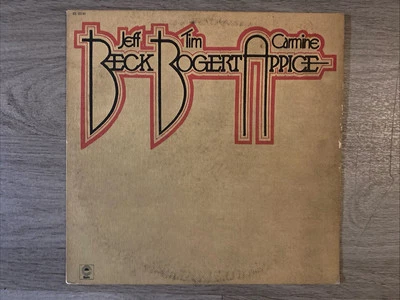 Jeff Tim Carmine
BECK BOGERT APPICE